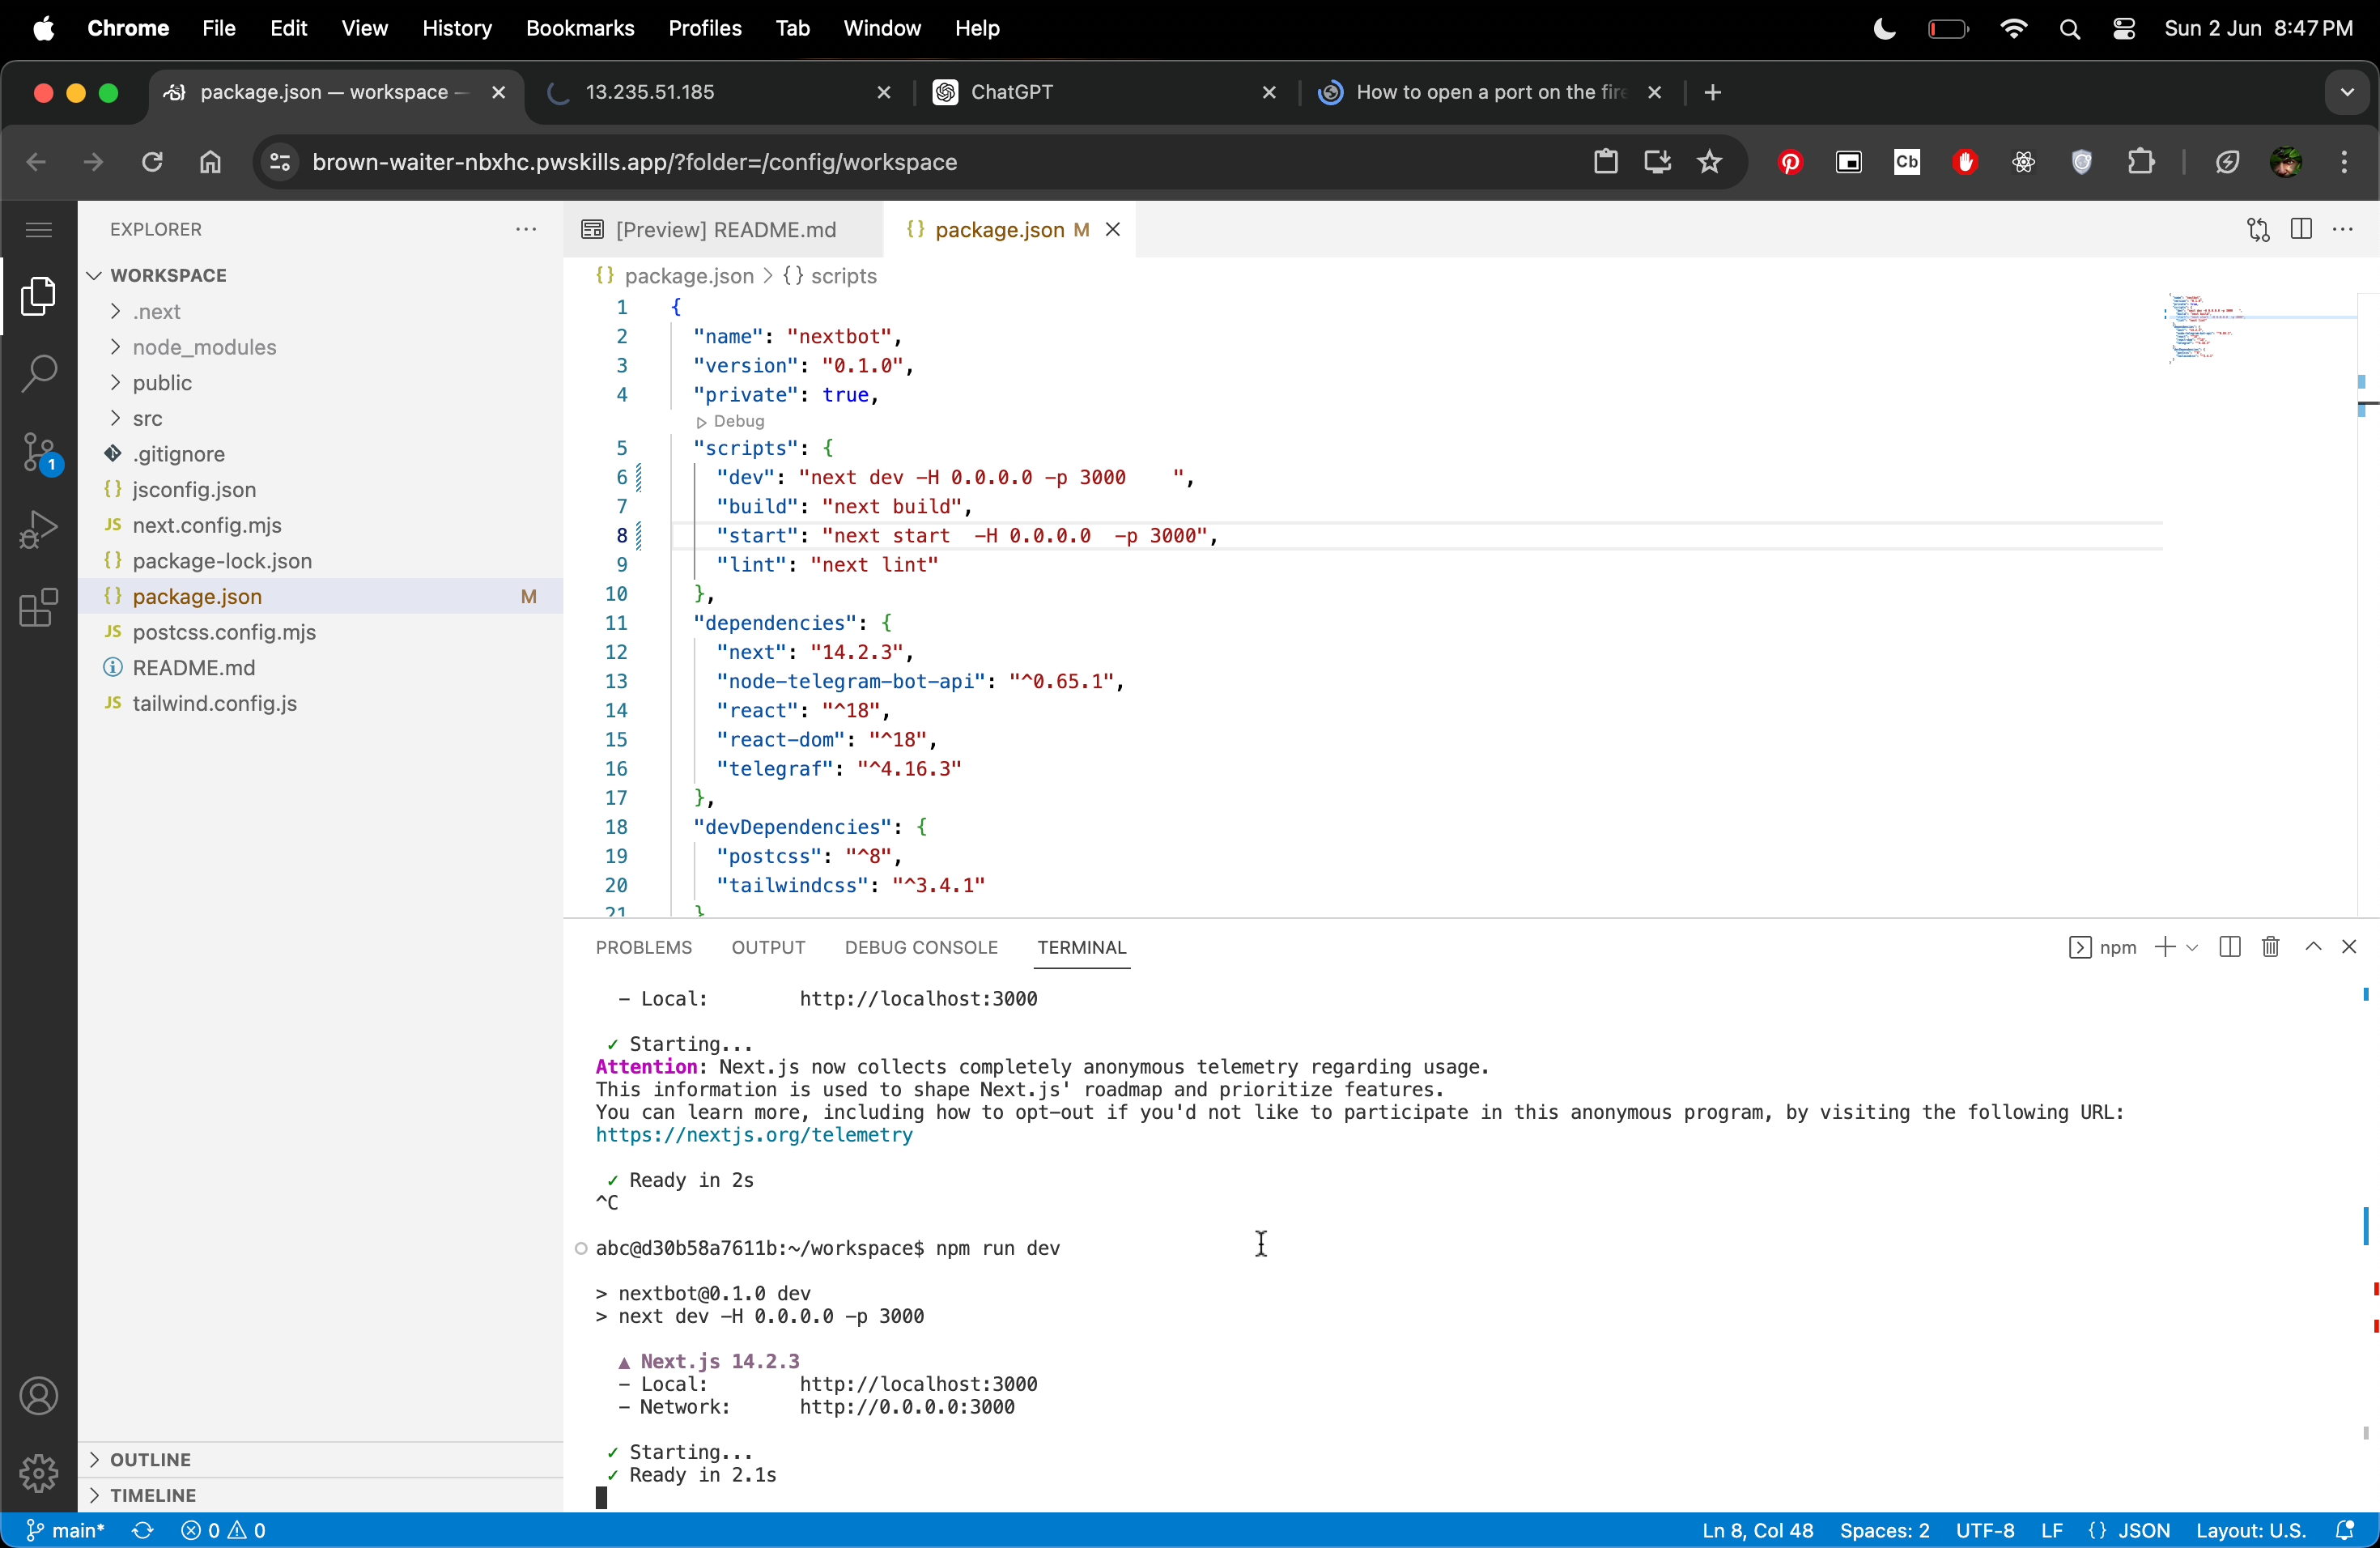 Chrome File Edit View History Bookmarks Profiles Tab Window Help Sun 2 Jun 8:47 PM
package.json — workspace —
13.235.51.185
ChatGPT
How to open a port on the fire
brown-waiter-nbxhc.pwskills.app/?folder=/config/workspace
Cb
EXPLORER
WORKSPACE
.next
node_modules
public
src
.gitignore
{} jsconfig.json
JS next.config.mjs
{} package-lock.json
{} package.json M
JS postcss.config.mjs
README.md
JS tailwind.config.js
OUTLINE
TIMELINE
1
[Preview] README.md
{} package.json M
{} package.json > {} scripts
1 {
2 "name": "nextbot",
3 "version": "0.1.0",
4 "private": true,
Debug
5 "scripts": {
6 "dev": "next dev -H 0.0.0.0 -p 3000    ",
7 "build": "next build",
8 "start": "next start  -H 0.0.0.0  -p 3000",
9 "lint": "next lint"
10 },
11 "dependencies": {
12 "next": "14.2.3",
13 "node-telegram-bot-api": "^0.65.1",
14 "react": "^18",
15 "react-dom": "^18",
16 "telegraf": "^4.16.3"
17 },
18 "devDependencies": {
19 "postcss": "^8",
20 "tailwindcss": "^3.4.1"
21 }
PROBLEMS OUTPUT DEBUG CONSOLE TERMINAL npm
- Local: http://localhost:3000
✓ Starting...
Attention: Next.js now collects completely anonymous telemetry regarding usage.
This information is used to shape Next.js' roadmap and prioritize features.
You can learn more, including how to opt-out if you'd not like to participate in this anonymous program, by visiting the following URL:
https://nextjs.org/telemetry
✓ Ready in 2s
^C
abc@d30b58a7611b:~/workspace$ npm run dev
> nextbot@0.1.0 dev
> next dev -H 0.0.0.0 -p 3000
▲ Next.js 14.2.3
- Local: http://localhost:3000
- Network: http://0.0.0.0:3000
✓ Starting...
✓ Ready in 2.1s
main* 0 0 Ln 8, Col 48 Spaces: 2 UTF-8 LF {} JSON Layout: U.S.